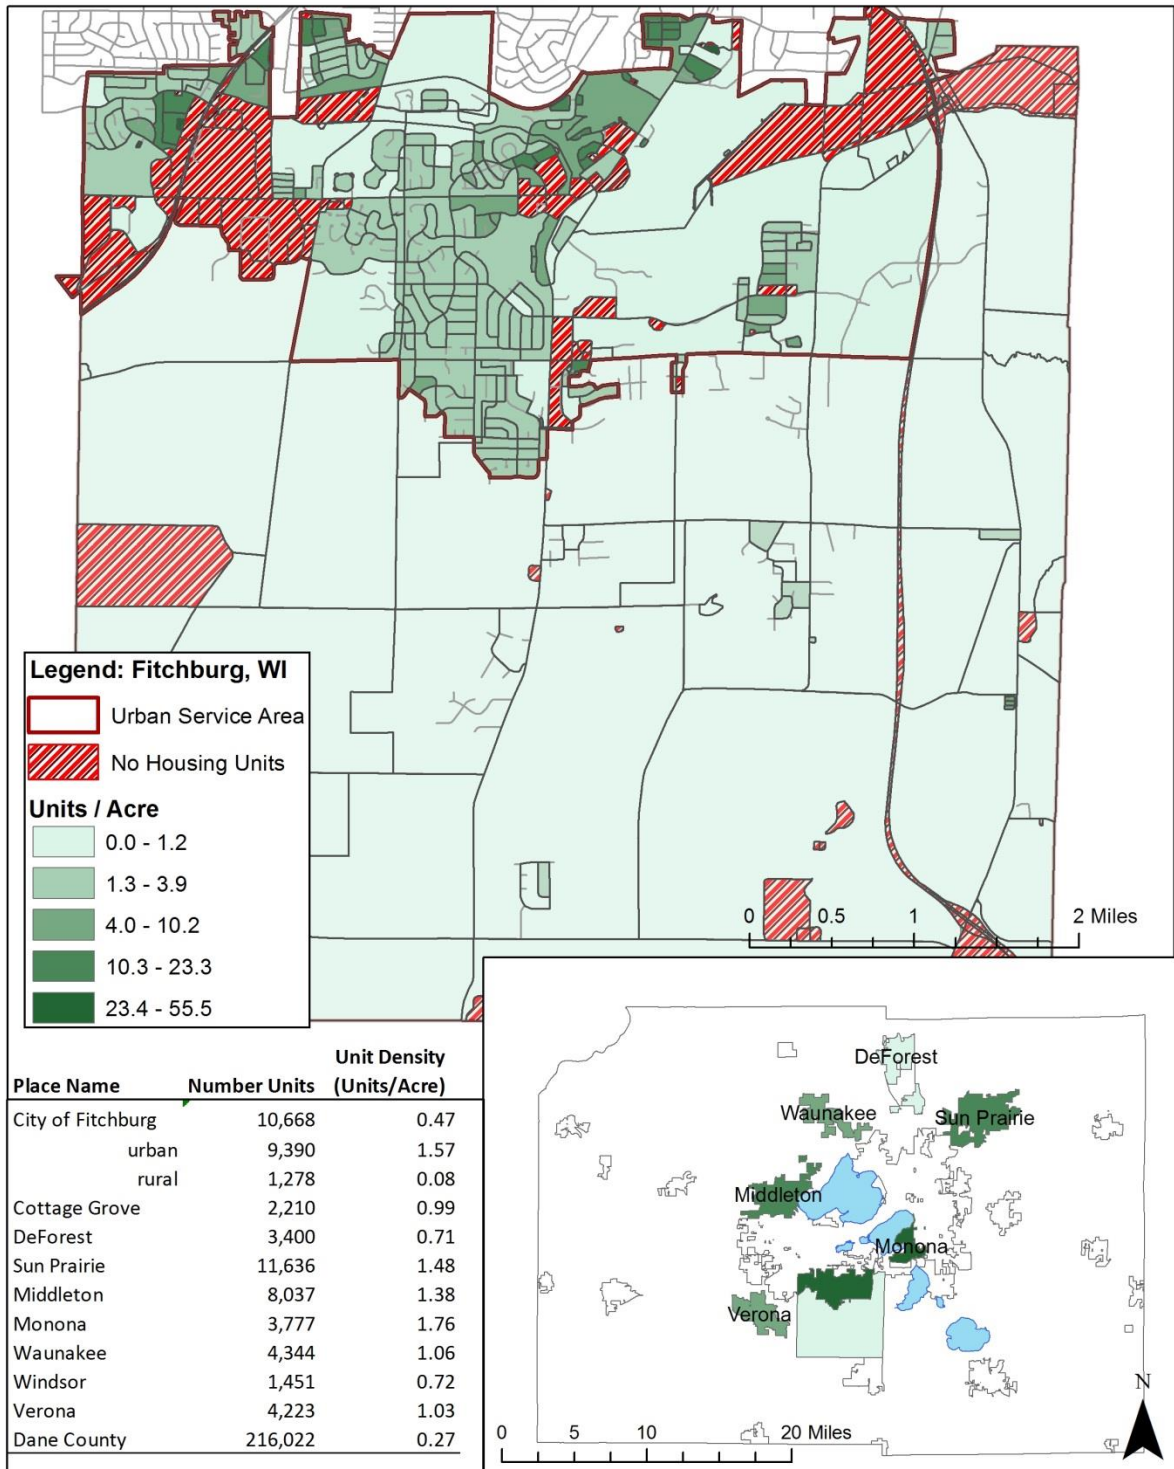 Legend: Fitchburg, WI
Urban Service Area
No Housing Units
Units / Acre
0.0 - 1.2
1.3 - 3.9
4.0 - 10.2
10.3 - 23.3
23.4 - 55.5
0 0.5 1 2 Miles
Unit Density
Place Name Number Units (Units/Acre)
City of Fitchburg 10,668 0.47
urban 9,390 1.57
rural 1,278 0.08
Cottage Grove 2,210 0.99
DeForest 3,400 0.71
Sun Prairie 11,636 1.48
Middleton 8,037 1.38
Monona 3,777 1.76
Waunakee 4,344 1.06
Windsor 1,451 0.72
Verona 4,223 1.03
Dane County 216,022 0.27
DeForest
Waunakee
Sun Prairie
Middleton
Monona
Verona
N
0 5 10 20 Miles